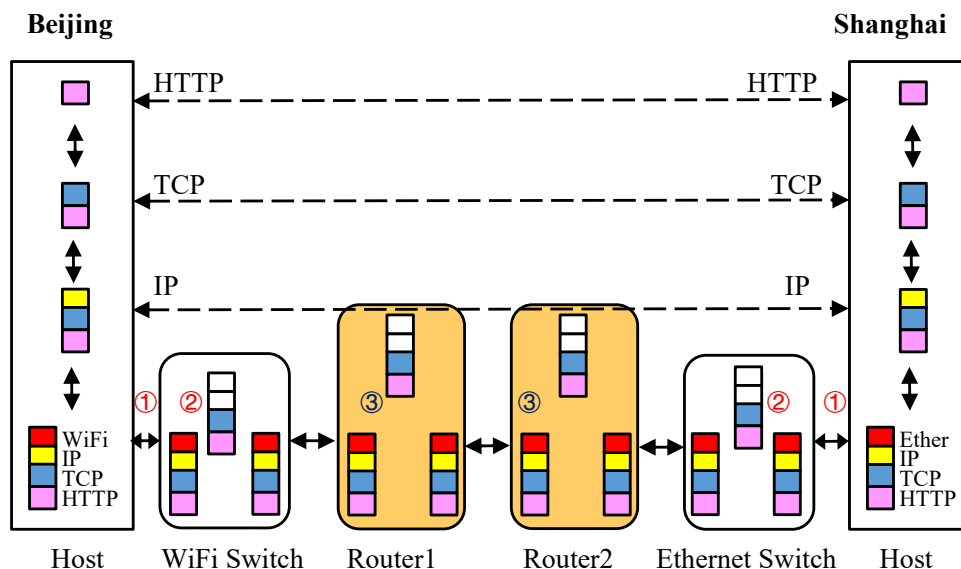 Beijing
Shanghai
HTTP
HTTP
TCP
TCP
IP
IP
① ② ③ ③ ② ①
WiFi
IP
TCP
HTTP
Ether
IP
TCP
HTTP
Host
WiFi Switch
Router1
Router2
Ethernet Switch
Host